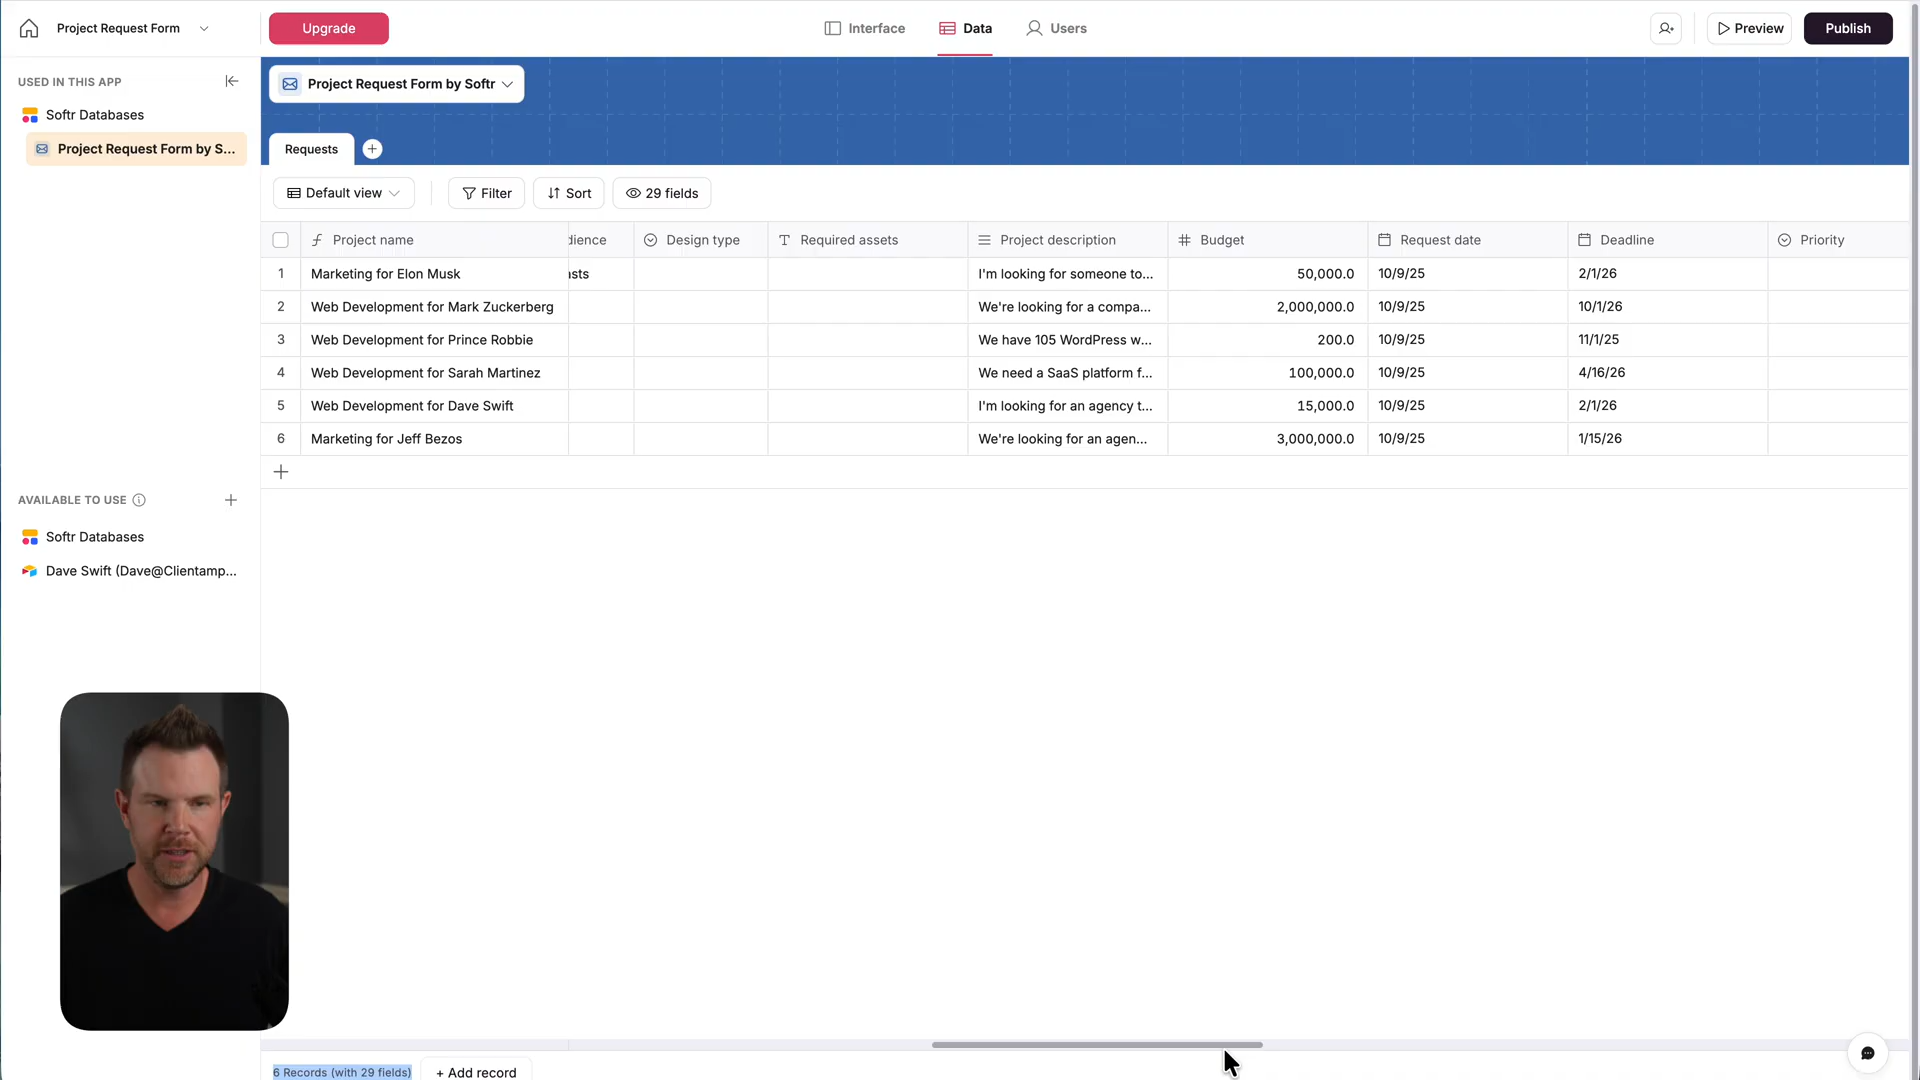 Project Request Form
Upgrade
Interface
Data
Users
Preview
Publish
USED IN THIS APP
Softr Databases
Project Request Form by S...
Project Request Form by Softr
Requests
Default view
Filter
Sort
29 fields
Project name
dience
Design type
Required assets
Project description
Budget
Request date
Deadline
Priority
1 Marketing for Elon Musk asts I'm looking for someone to... 50,000.0 10/9/25 2/1/26
2 Web Development for Mark Zuckerberg We're looking for a compa... 2,000,000.0 10/9/25 10/1/26
3 Web Development for Prince Robbie We have 105 WordPress w... 200.0 10/9/25 11/1/25
4 Web Development for Sarah Martinez We need a SaaS platform f... 100,000.0 10/9/25 4/16/26
5 Web Development for Dave Swift I'm looking for an agency t... 15,000.0 10/9/25 2/1/26
6 Marketing for Jeff Bezos We're looking for an agen... 3,000,000.0 10/9/25 1/15/26
AVAILABLE TO USE
Softr Databases
Dave Swift (Dave@Clientamp...
6 Records (with 29 fields)
+ Add record